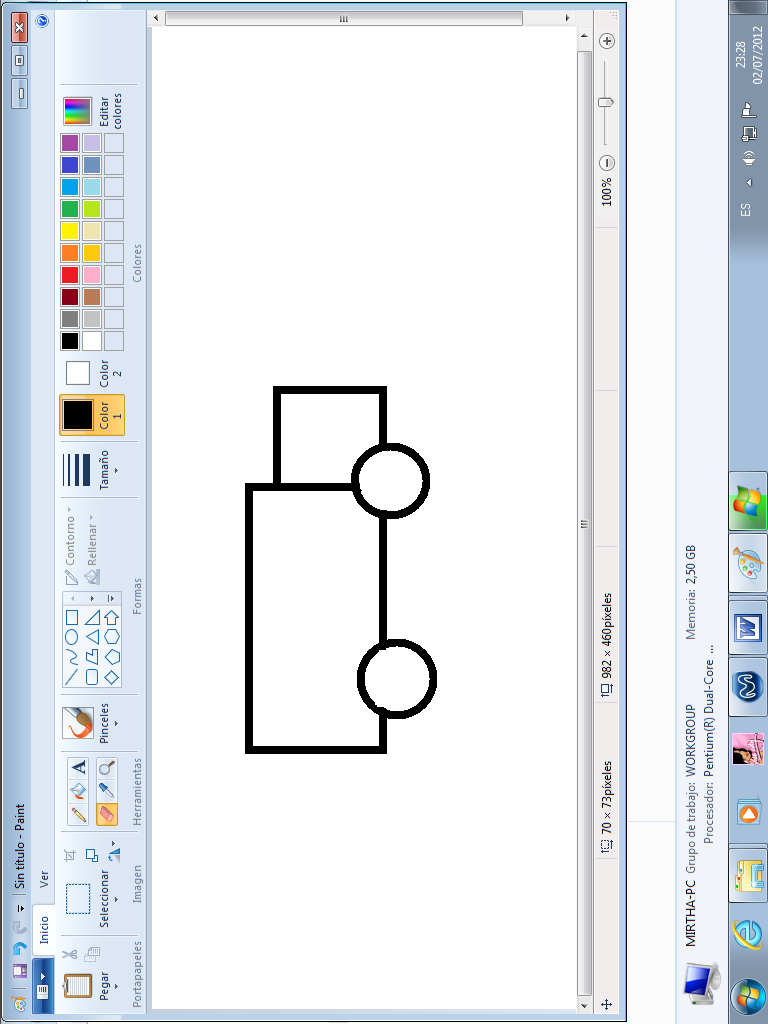 Sin título - Paint
Inicio
Ver
Pegar
Portapapeles
Seleccionar
Imagen
A
Herramientas
Pinceles
Contorno
Rellenar
Formas
Tamaño
Color
1
Color
2
Editar
colores
Colores
70 × 73píxeles
982 × 460píxeles
100%
MIRTHA-PC Grupo de trabajo: WORKGROUP Memoria: 2,50 GB
Procesador: Pentium(R) Dual-Core ...
ES
23:28
02/07/2012